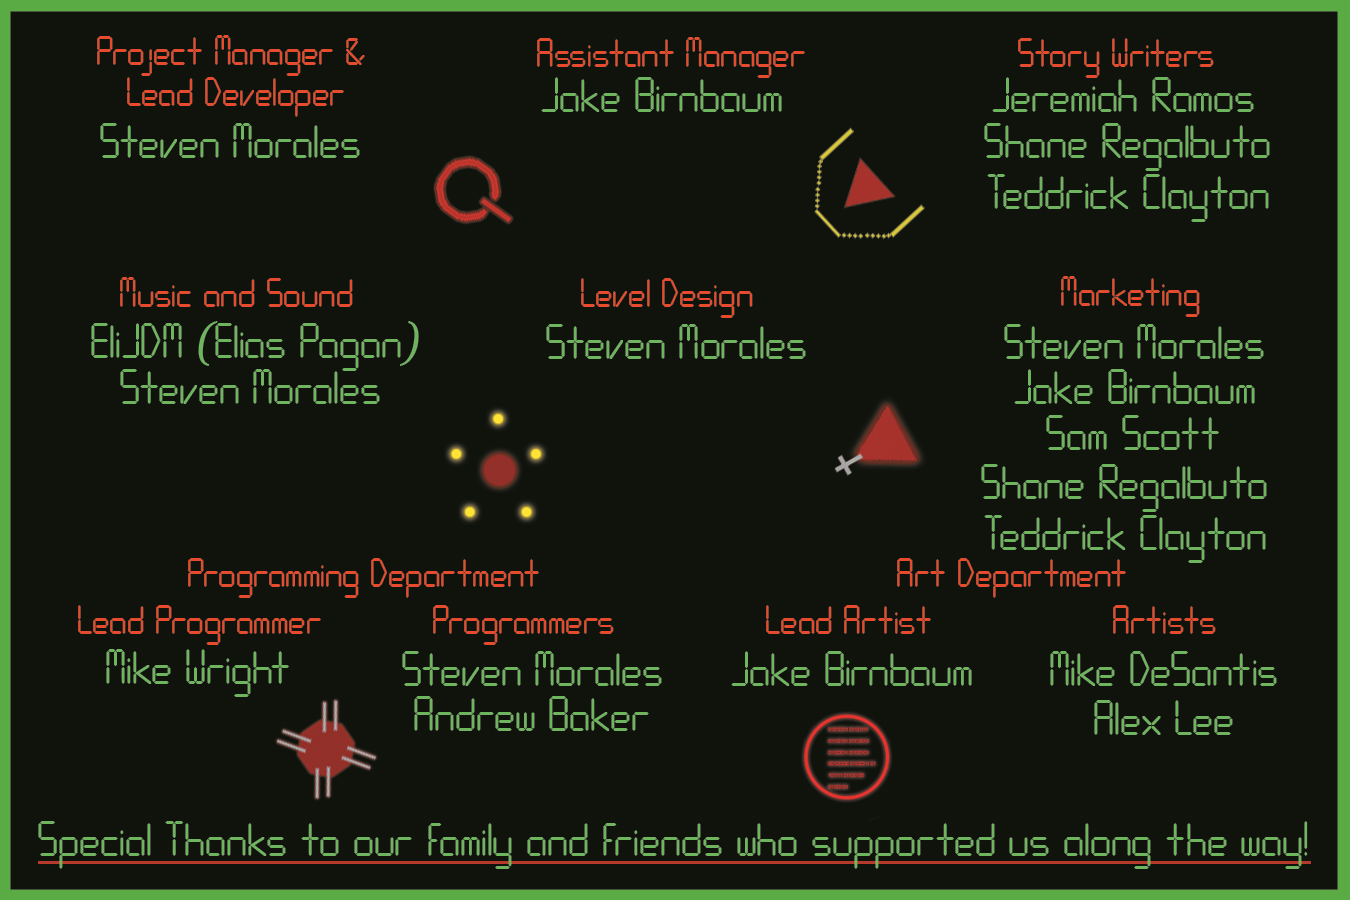 Project Manager &
Lead Developer
Steven Morales
Assistant Manager
Jake Birnbaum
Story Writers
Jeremiah Ramos
Shane Regalbuto
Teddrick Clayton
Music and Sound
EliJDM (Elias Pagan)
Steven Morales
Level Design
Steven Morales
Marketing
Steven Morales
Jake Birnbaum
Sam Scott
Shane Regalbuto
Teddrick Clayton
Programming Department
Lead Programmer
Mike Wright
Programmers
Steven Morales
Andrew Baker
Art Department
Lead Artist
Jake Birnbaum
Artists
Mike DeSantis
Alex Lee
Special Thanks to our family and friends who supported us along the way!